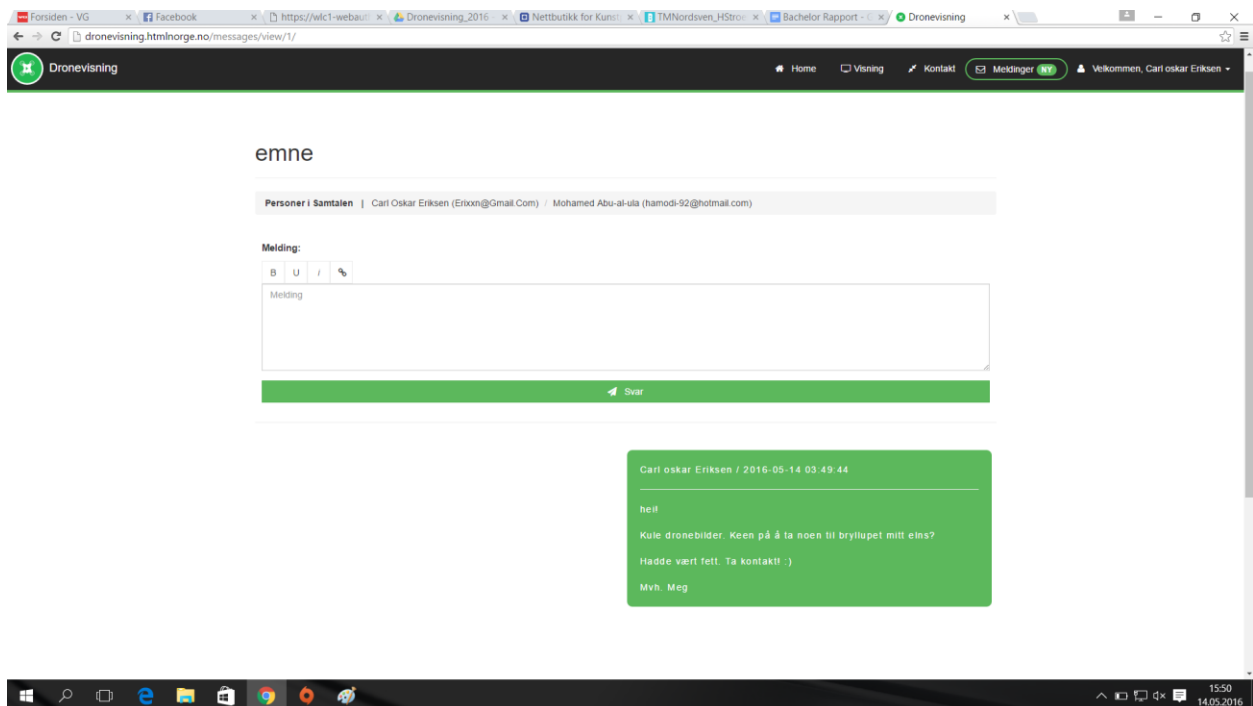 Forsiden - VG
Facebook
https://wlc1-webaut
Dronevisning_2016 -
Nettbutikk for Kunst
TMNordsven_HStroe
Bachelor Rapport - G
Dronevisning
dronevisning.htmlnorge.no/messages/view/1/
Dronevisning
Home
Visning
Kontakt
Meldinger NY
Velkommen, Carl oskar Eriksen
emne
Personer i Samtalen | Carl Oskar Eriksen (Erixxn@Gmail.Com) / Mohamed Abu-al-ula (hamodi-92@hotmail.com)
Melding:
B U I
Melding
Svar
Carl oskar Eriksen / 2016-05-14 03:49:44
hei!
Kule dronebilder. Keen på å ta noen til bryllupet mitt elns?
Hadde vært fett. Ta kontakt! :)
Mvh. Meg
15:50
14.05.2016